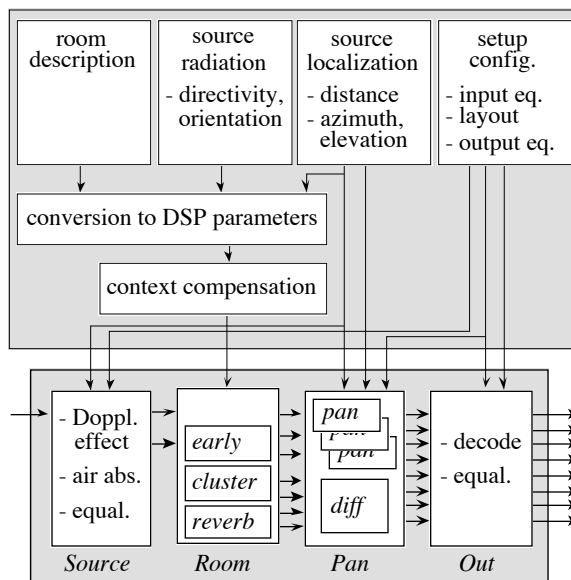 room
description
source
radiation
- directivity,
orientation
source
localization
- distance
- azimuth,
elevation
setup
config.
- input eq.
- layout
- output eq.
conversion to DSP parameters
context compensation
- Doppl.
effect
- air abs.
- equal.
Source
early
cluster
reverb
Room
pan
pan
pan
diff
Pan
- decode
- equal.
Out